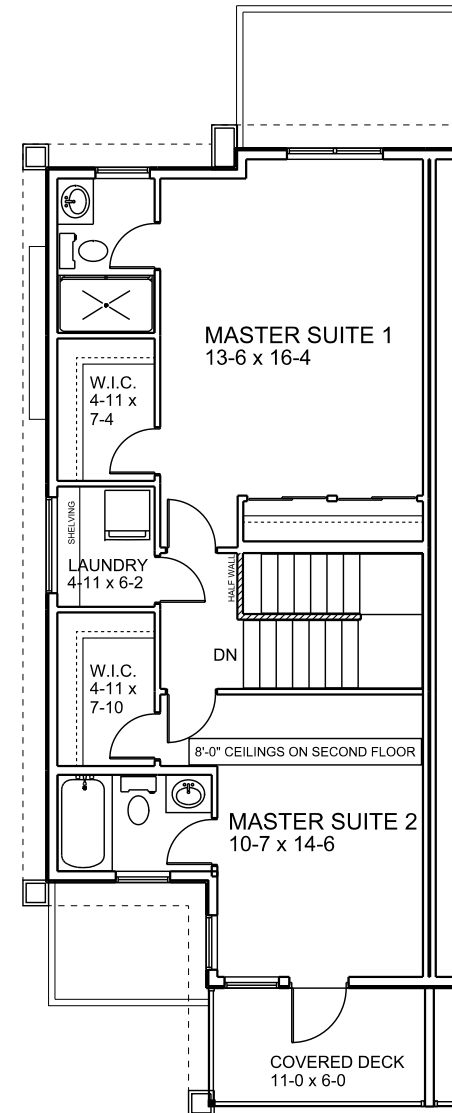 MASTER SUITE 1
13-6 x 16-4
W.I.C.
4-11 x
7-4
SHELVING
LAUNDRY
4-11 x 6-2
HALF WALL
W.I.C.
4-11 x
7-10
DN
8'-0" CEILINGS ON SECOND FLOOR
MASTER SUITE 2
10-7 x 14-6
COVERED DECK
11-0 x 6-0